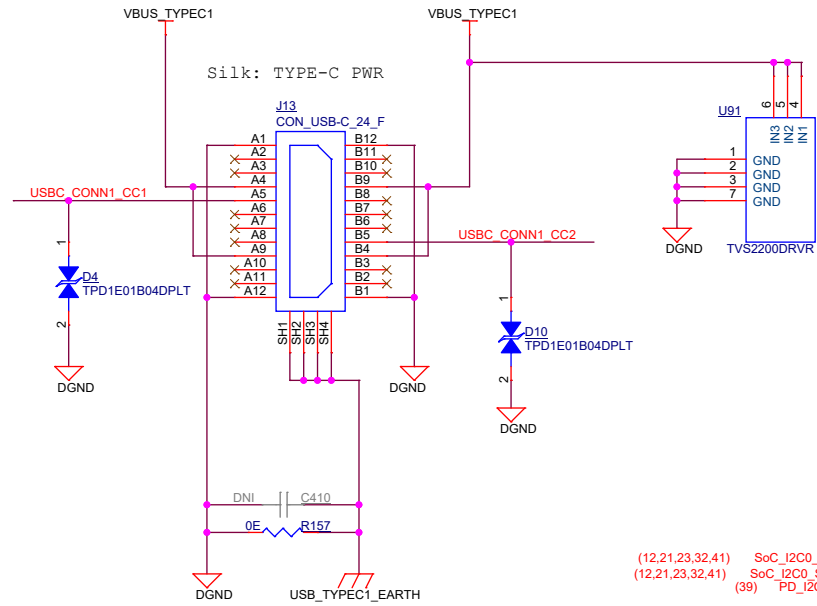 VBUS_TYPEC1
VBUS_TYPEC1
Silk: TYPE-C PWR
J13
CON_USB-C_24_F
U91
6 5 4
IN3 IN2 IN1
A1 B12
A2 B11
A3 B10
A4 B9
A5 B8
A6 B7
A7 B6
A8 B5
A9 B4
A10 B3
A11 B2
A12 B1
SH1 SH2 SH3 SH4
1 GND
2 GND
3 GND
7 GND
DGND
TVS2200DRVR
USBC_CONN1_CC1
USBC_CONN1_CC2
1
D4
TPD1E01B04DPLT
2
DGND
DGND
1
D10
TPD1E01B04DPLT
2
DGND
DNI C410
0E R157
DGND
USB_TYPEC1_EARTH
(12,21,23,32,41) SoC_I2C0_
(12,21,23,32,41) SoC_I2C0_S
(39) PD_I2C